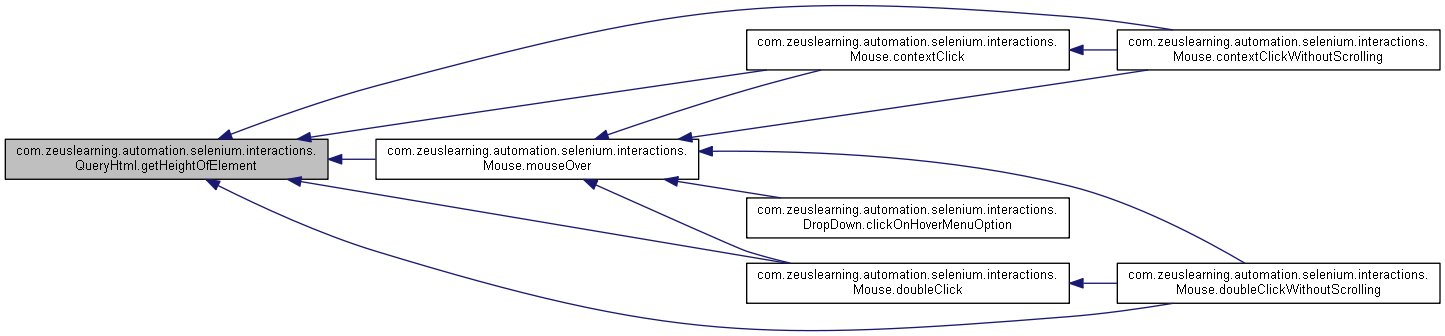 com.zeuslearning.automation.selenium.interactions.
QueryHtml.getHeightOfElement
com.zeuslearning.automation.selenium.interactions.
Mouse.mouseOver
com.zeuslearning.automation.selenium.interactions.
Mouse.contextClick
com.zeuslearning.automation.selenium.interactions.
Mouse.contextClickWithoutScrolling
com.zeuslearning.automation.selenium.interactions.
DropDown.clickOnHoverMenuOption
com.zeuslearning.automation.selenium.interactions.
Mouse.doubleClick
com.zeuslearning.automation.selenium.interactions.
Mouse.doubleClickWithoutScrolling